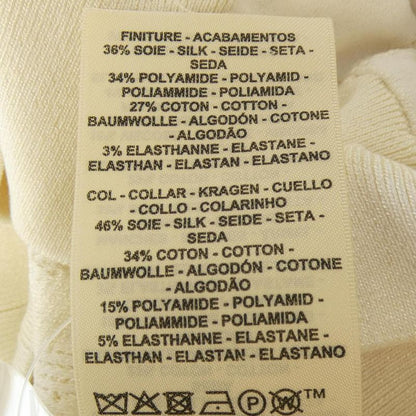 FINITURE - ACABAMENTOS
36% SOIE - SILK - SEIDE - SETA -
SEDA
34% POLYAMIDE - POLYAMID -
POLIAMMIDE - POLIAMIDA
27% COTON - COTTON -
BAUMWOLLE - ALGODÓN - COTONE
- ALGODÃO
3% ELASTHANNE - ELASTANE -
ELASTHAN - ELASTAN - ELASTANO
COL - COLLAR - KRAGEN - CUELLO
- COLLO - COLARINHO
46% SOIE - SILK - SEIDE - SETA -
SEDA
34% COTON - COTTON -
BAUMWOLLE - ALGODÓN - COTONE
- ALGODÃO
15% POLYAMIDE - POLYAMID -
POLIAMMIDE - POLIAMIDA
5% ELASTHANNE - ELASTANE -
ELASTHAN - ELASTAN - ELASTANO
P W TM